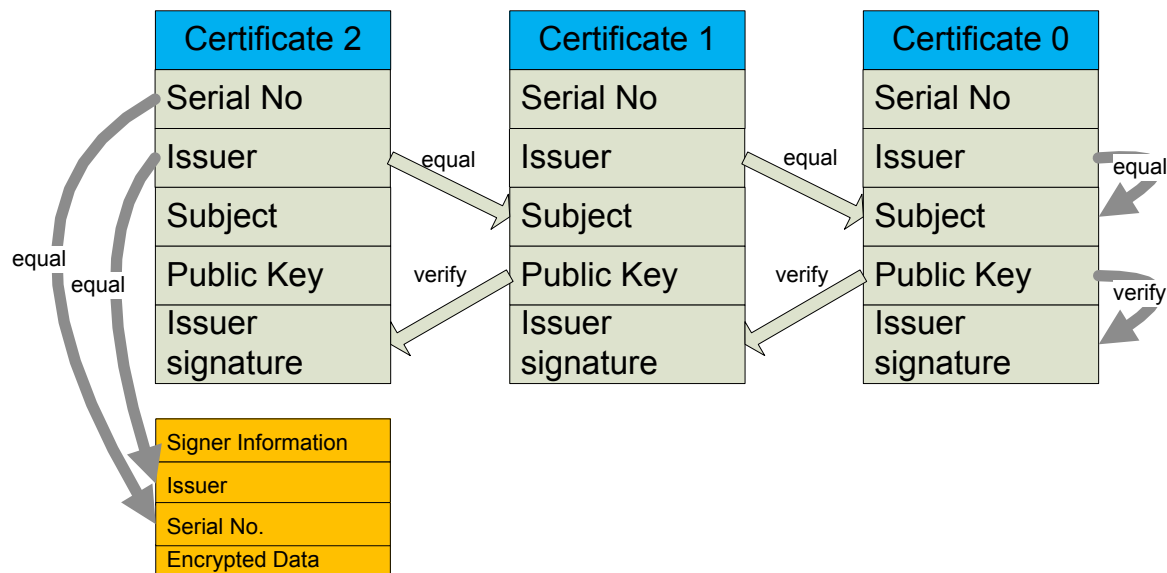 Certificate 2
Serial No
Issuer
Subject
Public Key
Issuer
signature
equal
verify
Certificate 1
Serial No
Issuer
Subject
Public Key
Issuer
signature
equal
verify
Certificate 0
Serial No
Issuer
Subject
Public Key
Issuer
signature
equal
verify
equal
equal
Signer Information
Issuer
Serial No.
Encrypted Data